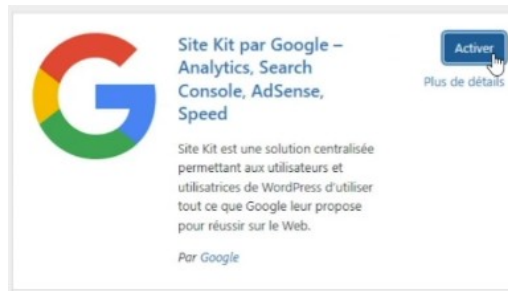 Site Kit par Google –
Analytics, Search
Console, AdSense,
Speed
Activer
Plus de détails
Site Kit est une solution centralisée
permettant aux utilisateurs et
utilisatrices de WordPress d'utiliser
tout ce que Google leur propose
pour réussir sur le Web.
Par Google